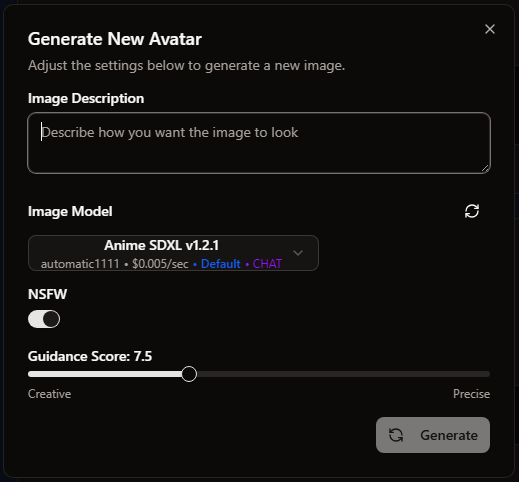 Generate New Avatar
Adjust the settings below to generate a new image.
Image Description
Describe how you want the image to look
Image Model
Anime SDXL v1.2.1
automatic1111 • $0.005/sec • Default • CHAT
NSFW
Guidance Score: 7.5
Creative Precise
Generate